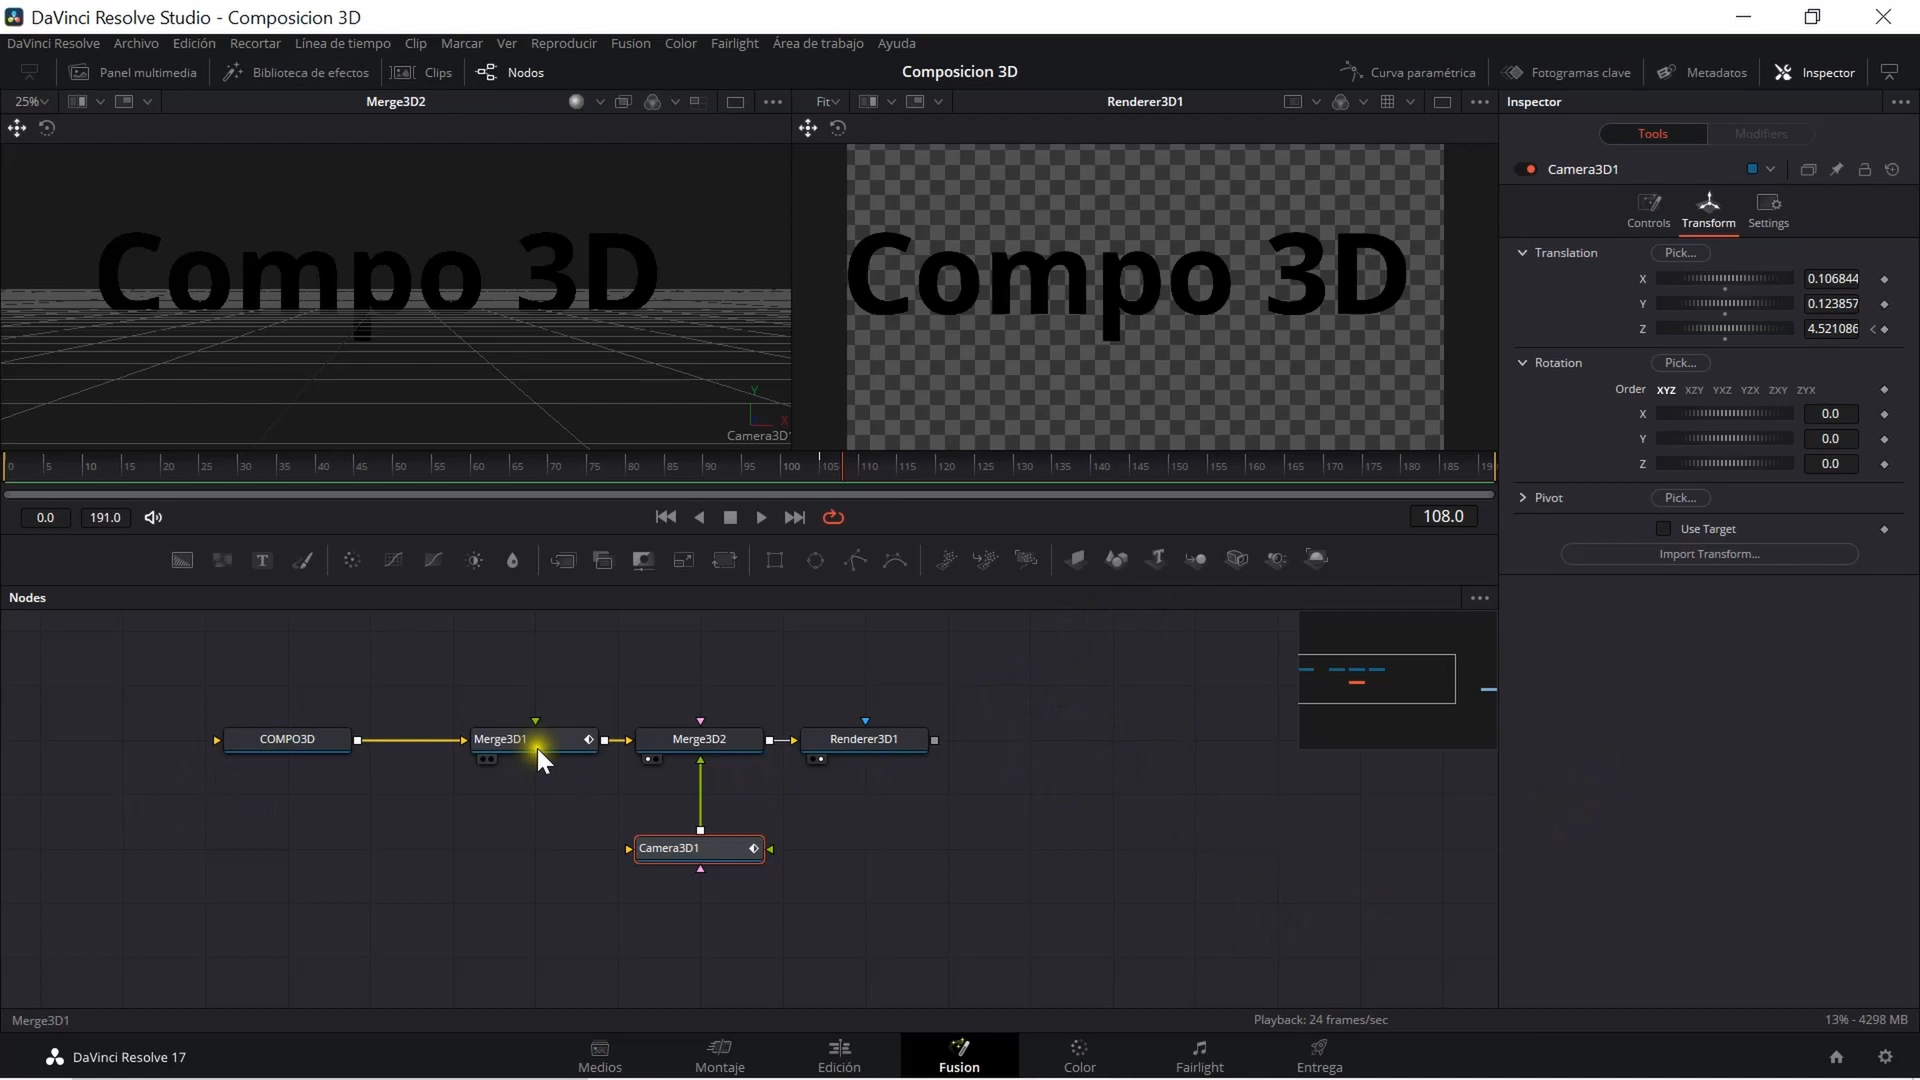 DaVinci Resolve Studio - Composicion 3D
DaVinci Resolve Archivo Edición Recortar Línea de tiempo Clip Marcar Ver Reproducir Fusion Color Fairlight Área de trabajo Ayuda
Panel multimedia Biblioteca de efectos Clips Nodos Composicion 3D Curva paramétrica Fotogramas clave Metadatos Inspector
25% Merge3D2 Fit Renderer3D1 Inspector
Tools Modifiers
Camera3D1
Controls Transform Settings
Translation Pick...
X 0.106844
Y 0.123857
Z 4.521086
Rotation Pick...
Order XYZ XZY YXZ YZX ZXY ZYX
X 0.0
Y 0.0
Z 0.0
Pivot Pick...
Use Target
Import Transform...
Compo 3D
Y
X
Camera3D1
Compo 3D
0 5 10 15 20 25 30 35 40 45 50 55 60 65 70 75 80 85 90 95 100 105 110 115 120 125 130 135 140 145 150 155 160 165 170 175 180 185 19
0.0 191.0 108.0
Nodes
COMPO3D Merge3D1 Merge3D2 Renderer3D1
Camera3D1
Merge3D1 Playback: 24 frames/sec 13% - 4298 MB
DaVinci Resolve 17 Medios Montaje Edición Fusion Color Fairlight Entrega